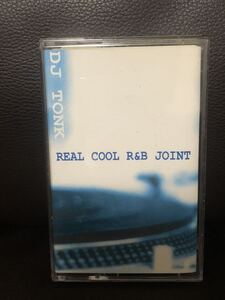 DJ TONK
REAL COOL R&B JOINT